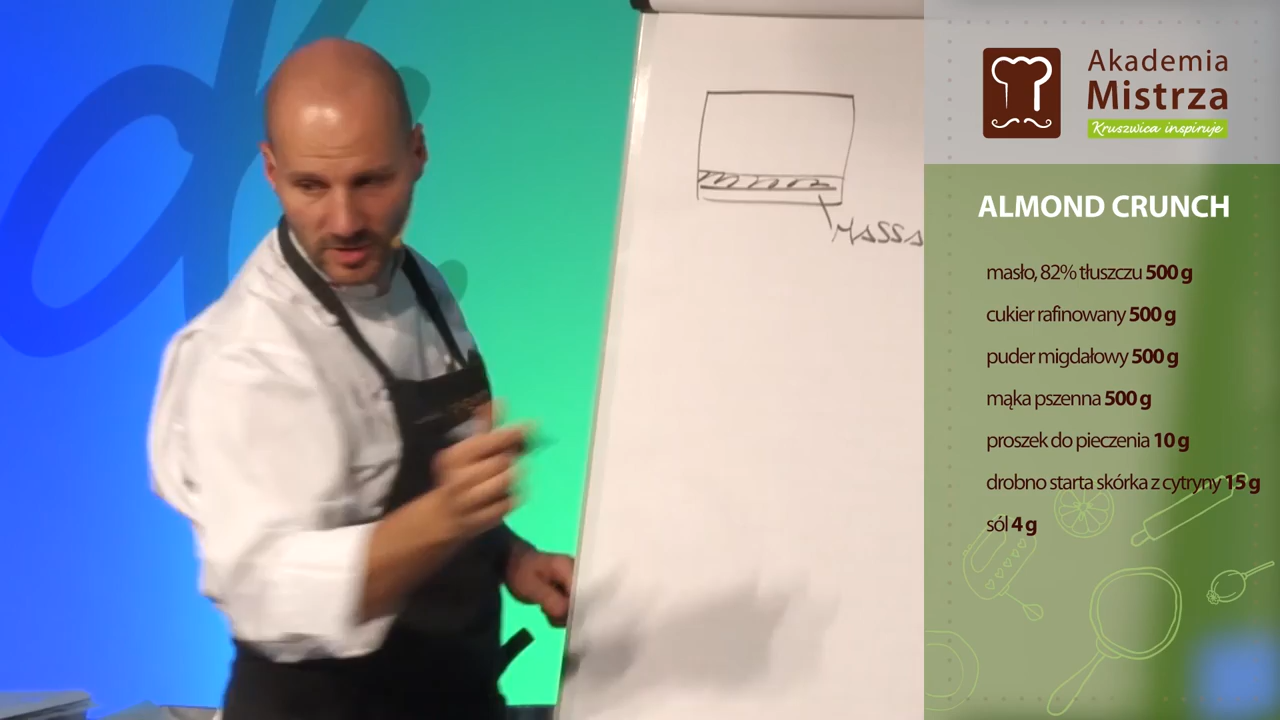 MASSA
Akademia
Mistrza
Kruszwica inspiruje
ALMOND CRUNCH
masło, 82% tłuszczu 500 g
cukier rafinowany 500 g
puder migdałowy 500 g
mąka pszenna 500 g
proszek do pieczenia 10 g
drobno starta skórka z cytryny 15 g
sól 4 g